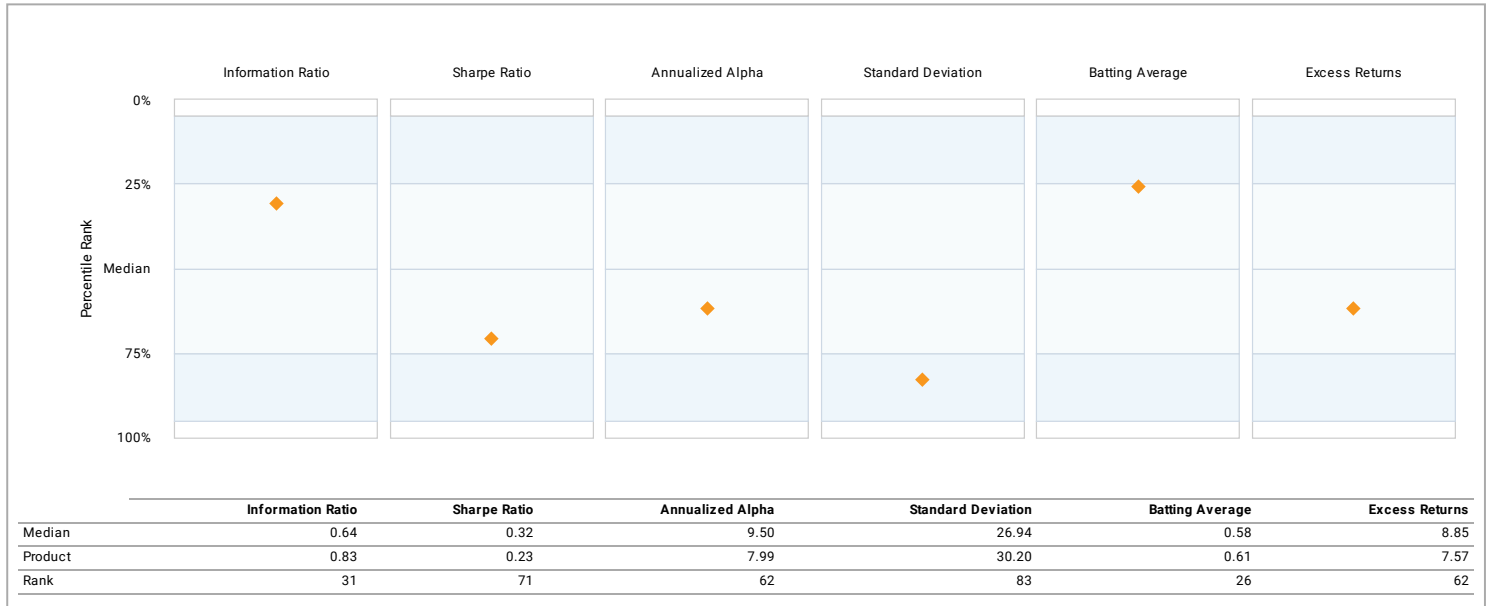 Information Ratio Sharpe Ratio Annualized Alpha Standard Deviation Batting Average Excess Returns
0%
25%
Percentile Rank
Median
75%
100%
Information Ratio Sharpe Ratio Annualized Alpha Standard Deviation Batting Average Excess Returns
Median 0.64 0.32 9.50 26.94 0.58 8.85
Product 0.83 0.23 7.99 30.20 0.61 7.57
Rank 31 71 62 83 26 62